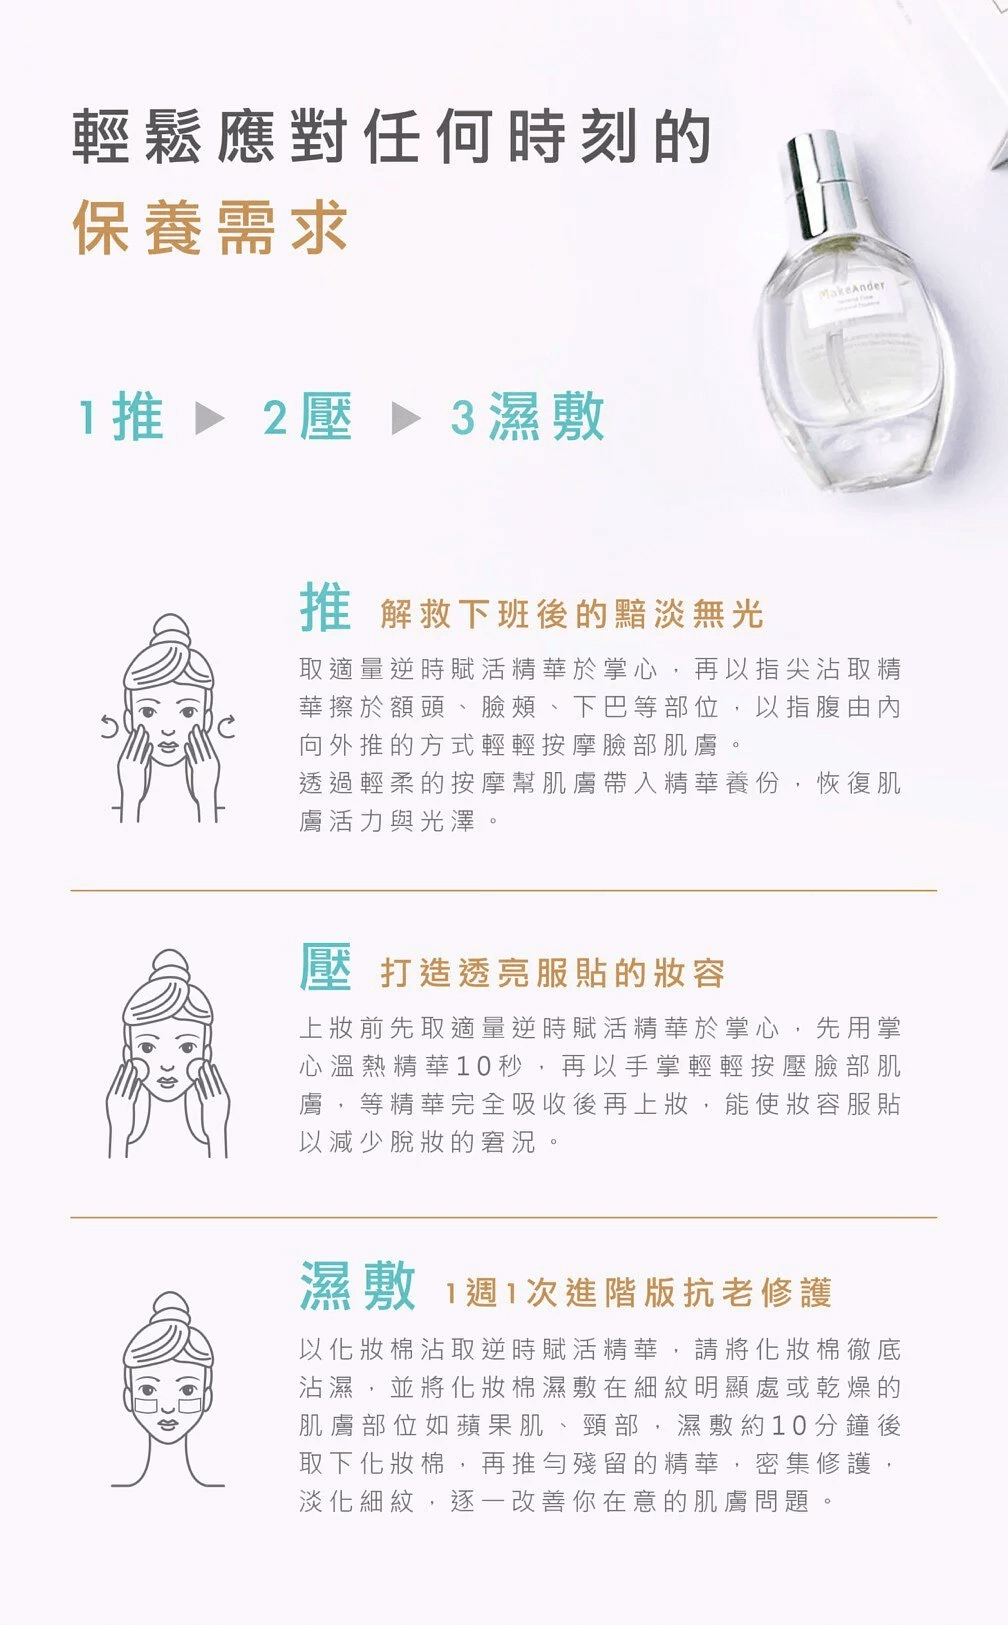 輕鬆應對任何時刻的
保養需求
MakeAnder
1推 ▶ 2壓 ▶ 3濕敷
推 解救下班後的黯淡無光
取適量逆時賦活精華於掌心，再以指尖沾取精
華擦於額頭、臉頰、下巴等部位，以指腹由內
向外推的方式輕輕按摩臉部肌膚。
透過輕柔的按摩幫肌膚帶入精華養份，恢復肌
膚活力與光澤。
壓 打造透亮服貼的妝容
上妝前先取適量逆時賦活精華於掌心，先用掌
心溫熱精華10秒，再以手掌輕輕按壓臉部肌
膚，等精華完全吸收後再上妝，能使妝容服貼
以減少脫妝的窘況。
濕敷 1週1次進階版抗老修護
以化妝棉沾取逆時賦活精華，請將化妝棉徹底
沾濕，並將化妝棉濕敷在細紋明顯處或乾燥的
肌膚部位如蘋果肌、頸部，濕敷約10分鐘後
取下化妝棉，再推勻殘留的精華，密集修護，
淡化細紋，逐一改善你在意的肌膚問題。